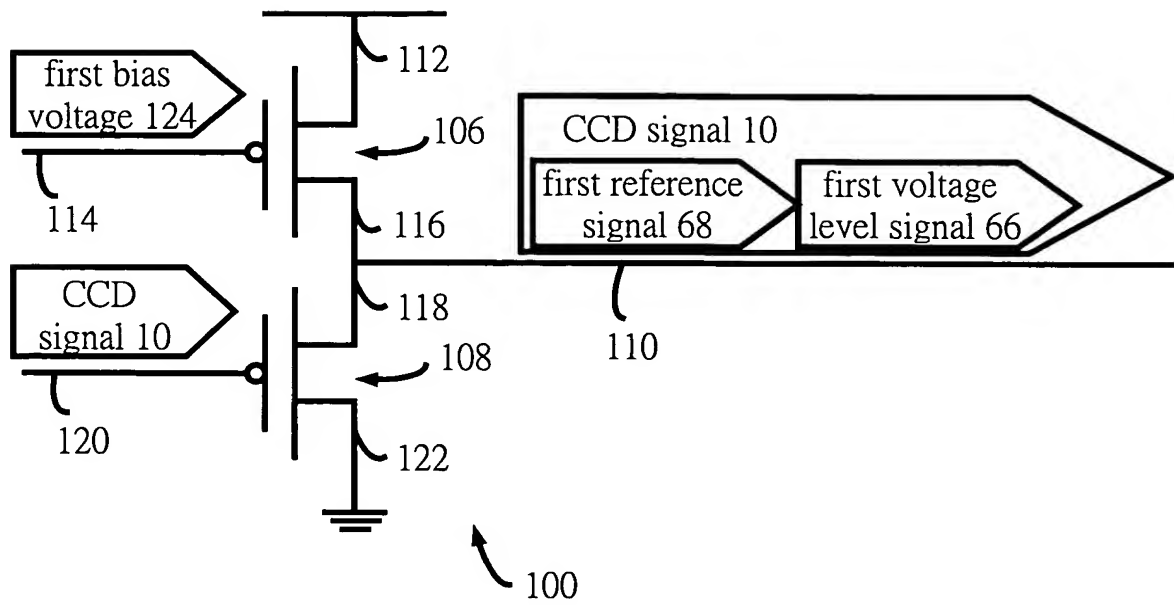 112
first bias
voltage 124
106
CCD signal 10
first reference
signal 68
first voltage
level signal 66
114
116
CCD
signal 10
118
110
108
120
122
100